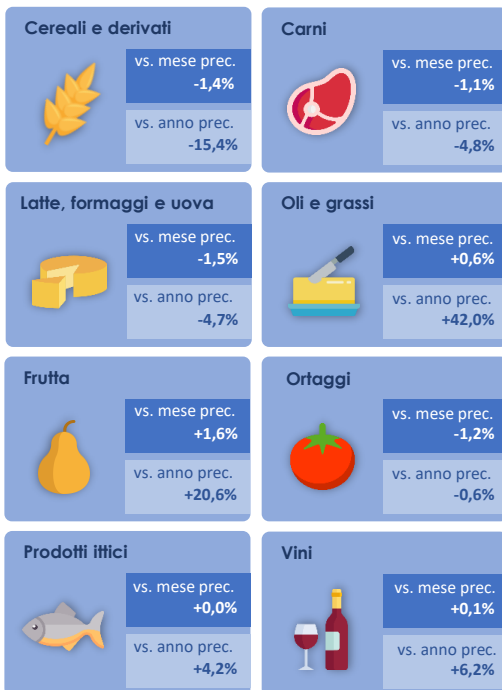 Cereali e derivati
vs. mese prec.
-1,4%
vs. anno prec.
-15,4%
Carni
vs. mese prec.
-1,1%
vs. anno prec.
-4,8%
Latte, formaggi e uova
vs. mese prec.
-1,5%
vs. anno prec.
-4,7%
Oli e grassi
vs. mese prec.
+0,6%
vs. anno prec.
+42,0%
Frutta
vs. mese prec.
+1,6%
vs. anno prec.
+20,6%
Ortaggi
vs. mese prec.
-1,2%
vs. anno prec.
-0,6%
Prodotti ittici
vs. mese prec.
+0,0%
vs. anno prec.
+4,2%
Vini
vs. mese prec.
+0,1%
vs. anno prec.
+6,2%